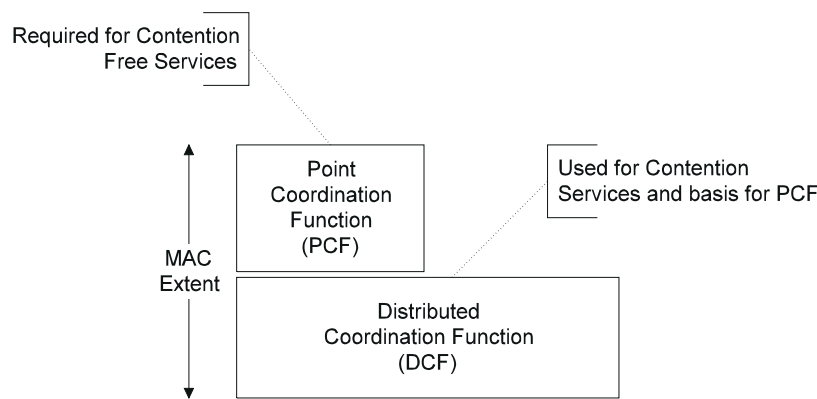 Required for Contention
Free Services
Point
Coordination
Function
(PCF)
Used for Contention
Services and basis for PCF
MAC
Extent
Distributed
Coordination Function
(DCF)